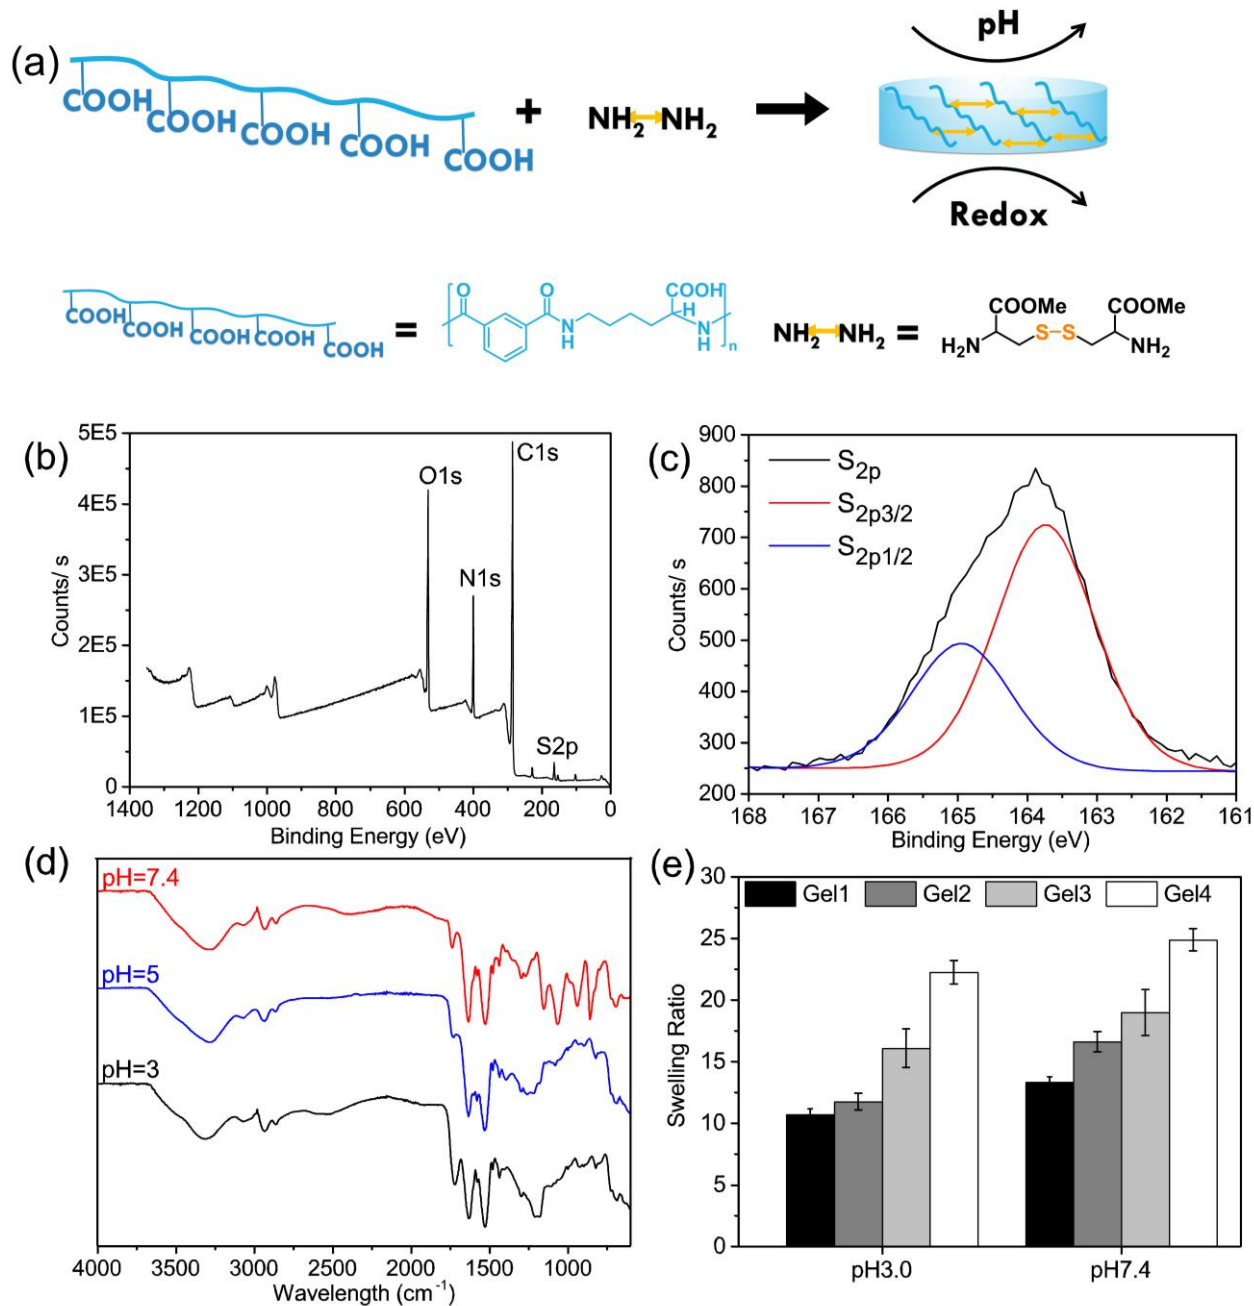 (a)
COOH COOH COOH COOH COOH
+
NH2 NH2
pH
Redox
COOH COOH COOH COOH COOH
=
O O COOH
N H H N H n
NH2 NH2 =
COOMe COOMe
H2N S-S NH2
(b)
5E5
4E5
3E5
2E5
1E5
0
Counts/ s
O1s
C1s
N1s
S2p
1400 1200 1000 800 600 400 200 0
Binding Energy (eV)
(c)
900
800
700
600
500
400
300
200
Counts/ s
S2p
S2p3/2
S2p1/2
168 167 166 165 164 163 162 161
Binding Energy (eV)
(d)
pH=7.4
pH=5
pH=3
4000 3500 3000 2500 2000 1500 1000
Wavelength (cm-1)
(e)
30
25
20
15
10
5
0
Swelling Ratio
Gel1 Gel2 Gel3 Gel4
pH3.0 pH7.4